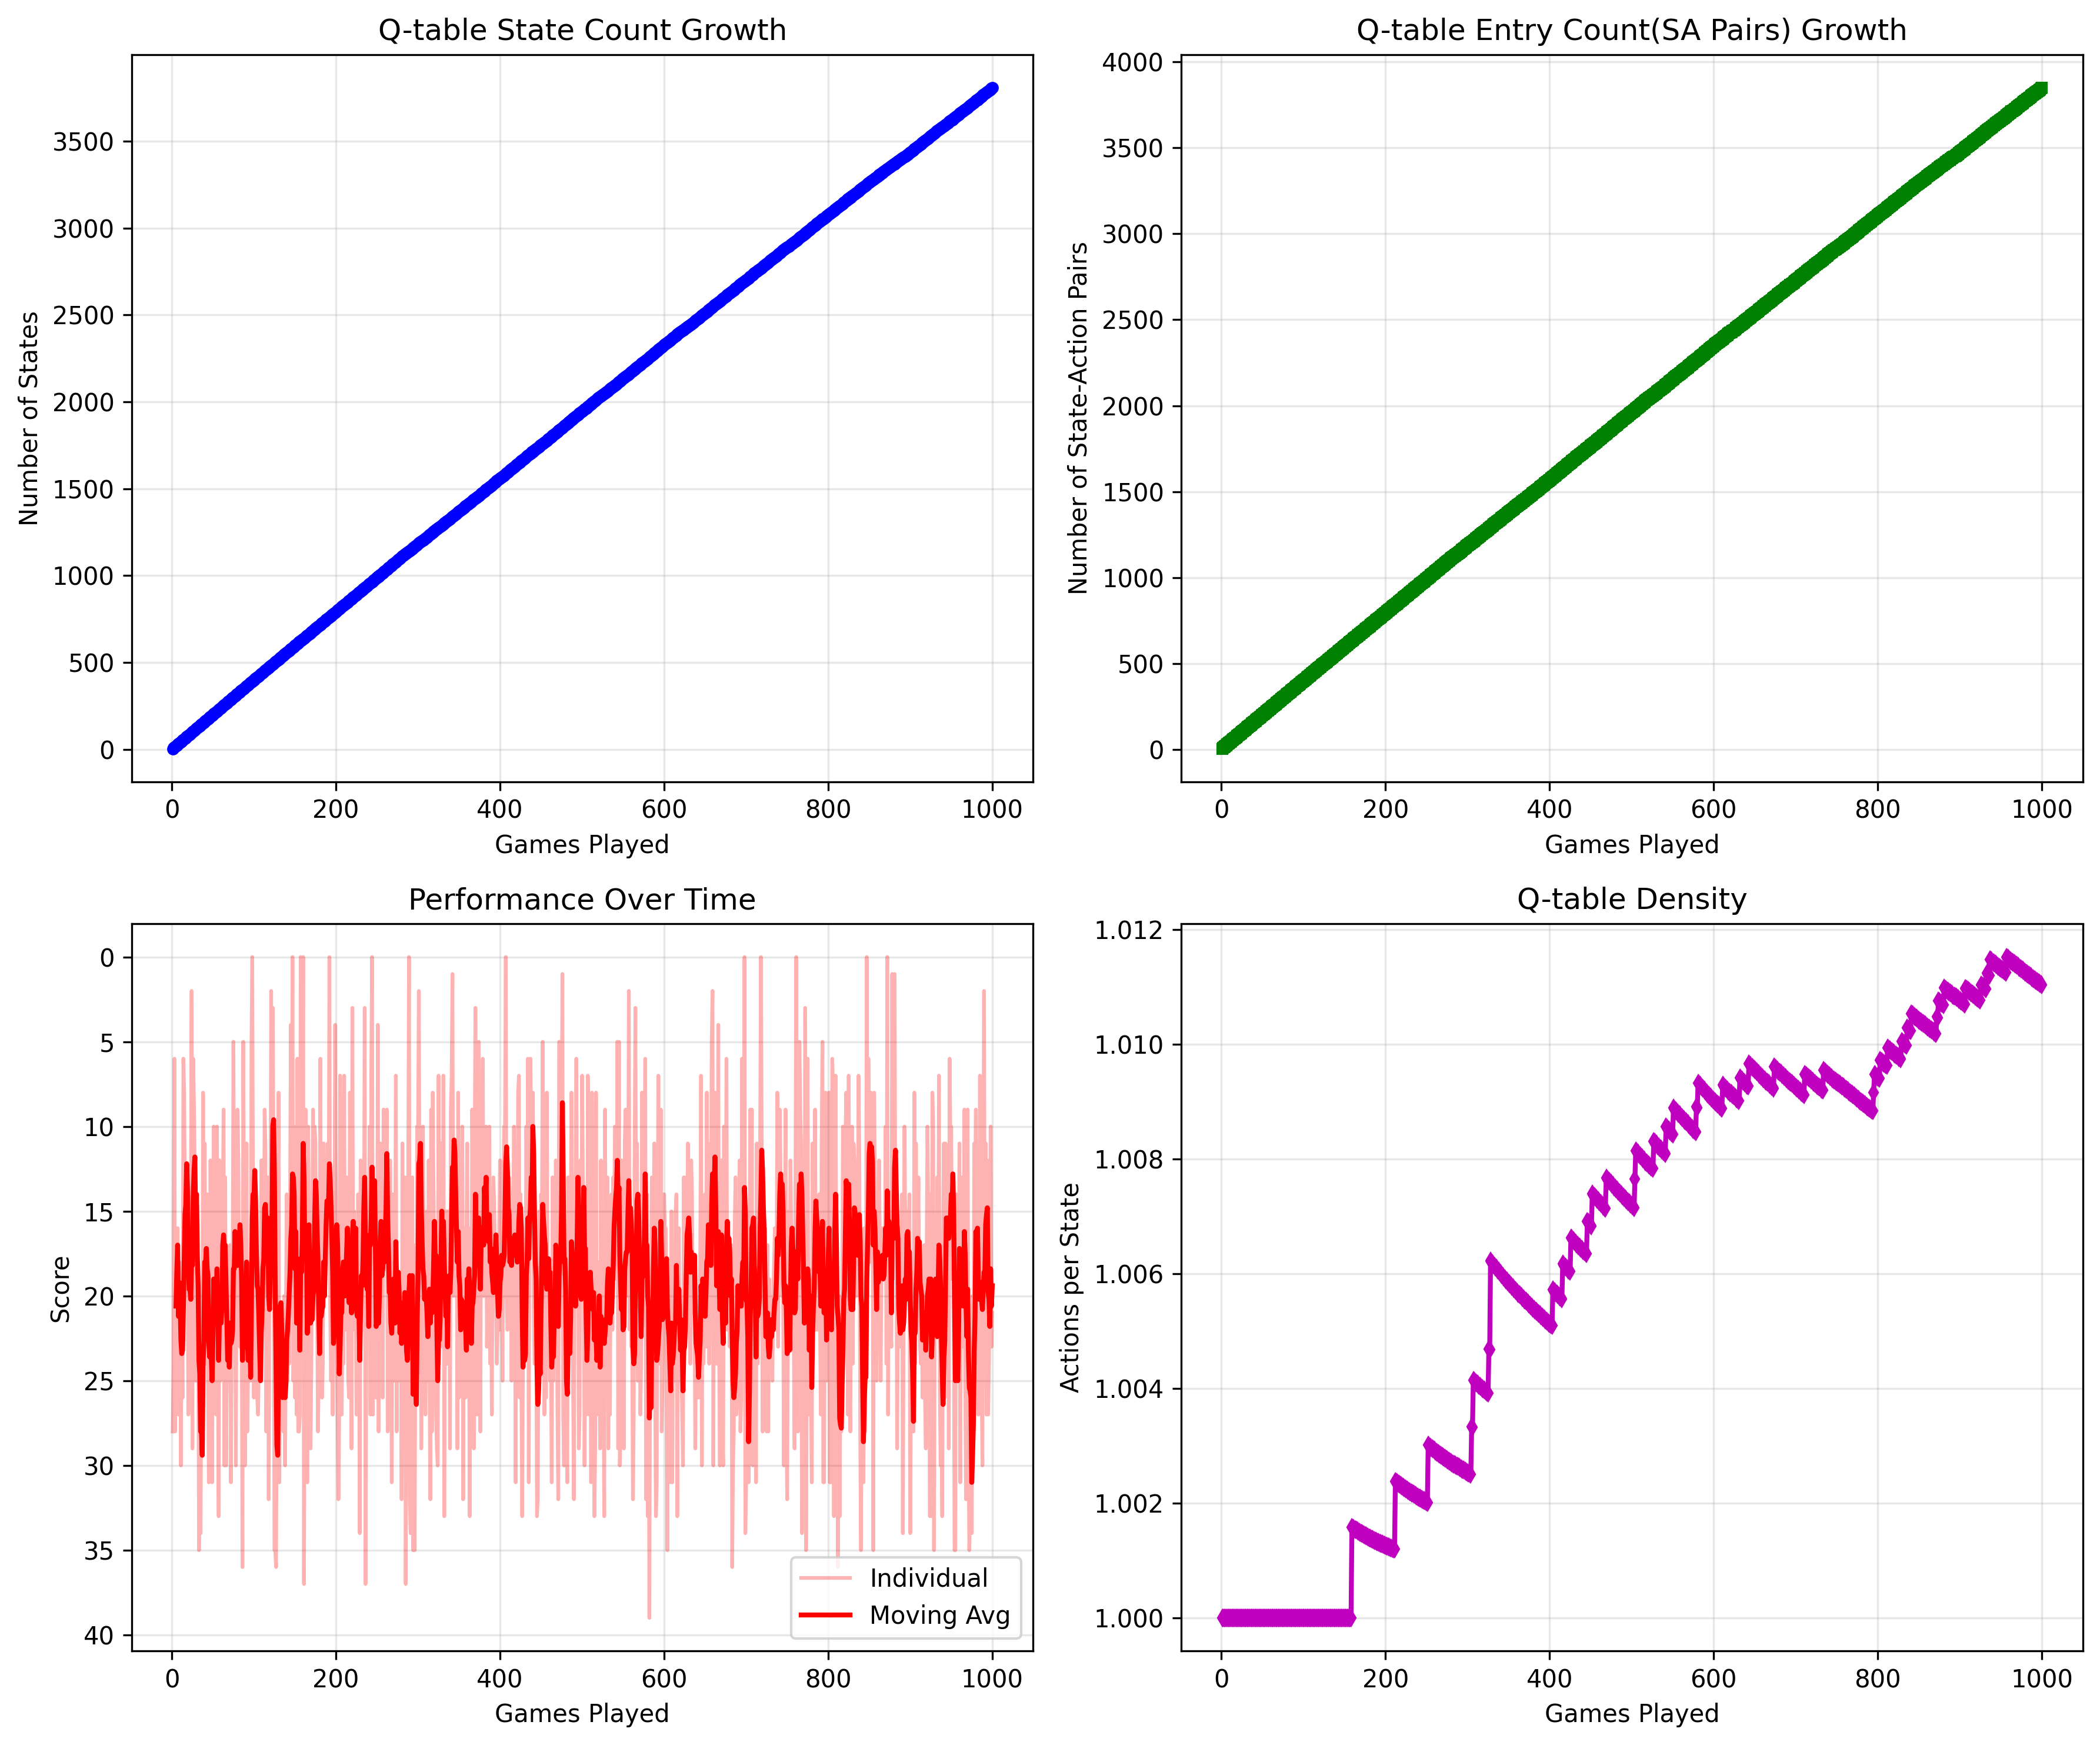 Q-table State Count Growth
Number of States
3500
3000
2500
2000
1500
1000
500
0
0 200 400 600 800 1000
Games Played
Q-table Entry Count(SA Pairs) Growth
Number of State-Action Pairs
4000
3500
3000
2500
2000
1500
1000
500
0
0 200 400 600 800 1000
Games Played
Performance Over Time
Score
0
5
10
15
20
25
30
35
40
Individual
Moving Avg
0 200 400 600 800 1000
Games Played
Q-table Density
Actions per State
1.012
1.010
1.008
1.006
1.004
1.002
1.000
0 200 400 600 800 1000
Games Played